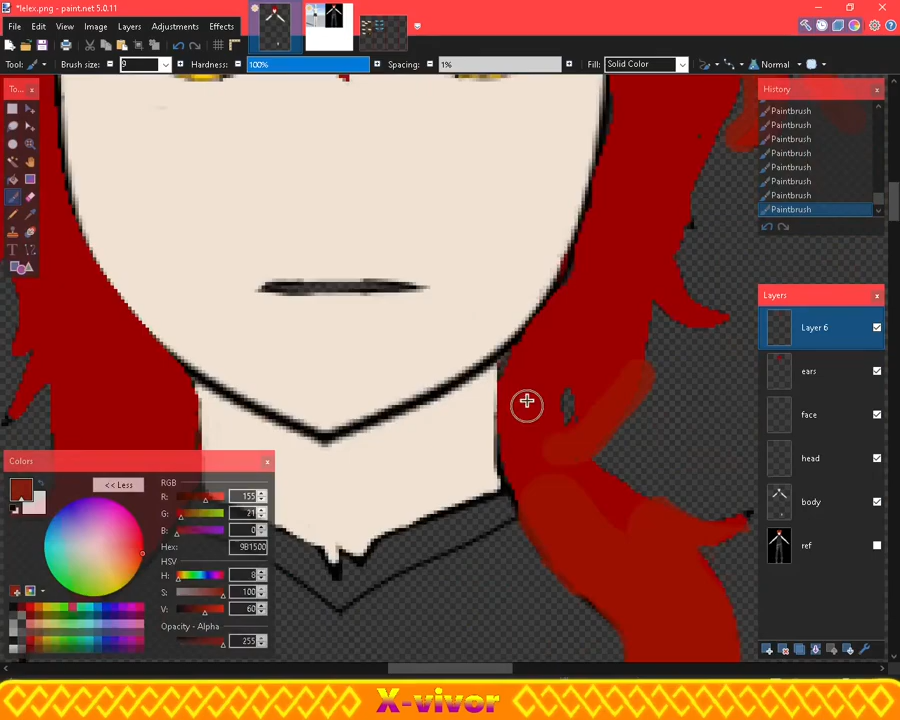 *lelex.png - paint.net 5.0.11
File Edit View Image Layers Adjustments Effects
Tool: Brush size: 9 Hardness: 100% Spacing: 1% Fill: Solid Color Normal
To...
History
Paintbrush
Paintbrush
Paintbrush
Paintbrush
Paintbrush
Paintbrush
Paintbrush
Paintbrush
Layers
Layer 6
ears
face
head
body
ref
Colors
<< Less
RGB
R: 155
G: 21
B: 0
Hex: 9B1500
HSV
H: 8
S: 100
V: 60
Opacity - Alpha
255
X-vivor